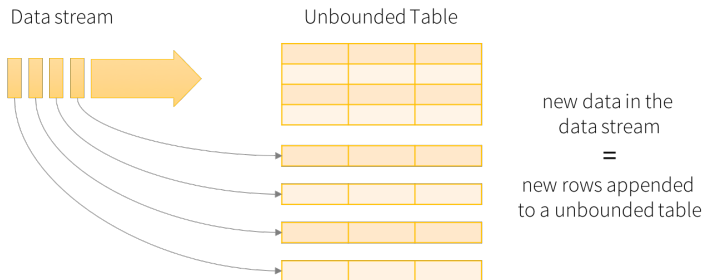 Data stream
Unbounded Table
new data in the
data stream
=
new rows appended
to a unbounded table